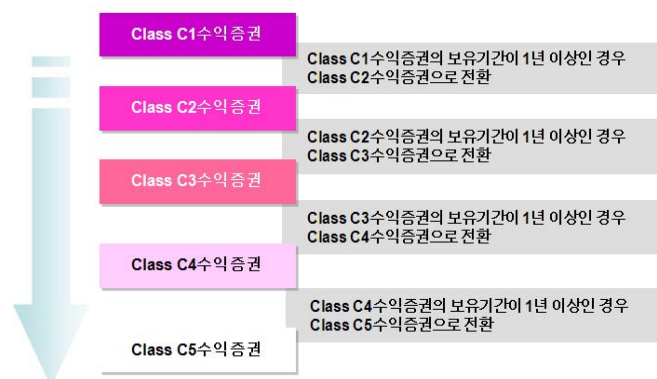 Class C1수익증권
Class C1수익증권의 보유기간이 1년 이상인 경우
Class C2수익증권으로 전환
Class C2수익증권
Class C2수익증권의 보유기간이 1년 이상인 경우
Class C3수익증권으로 전환
Class C3수익증권
Class C3수익증권의 보유기간이 1년 이상인 경우
Class C4수익증권으로 전환
Class C4수익증권
Class C4수익증권의 보유기간이 1년 이상인 경우
Class C5수익증권으로 전환
Class C5수익증권